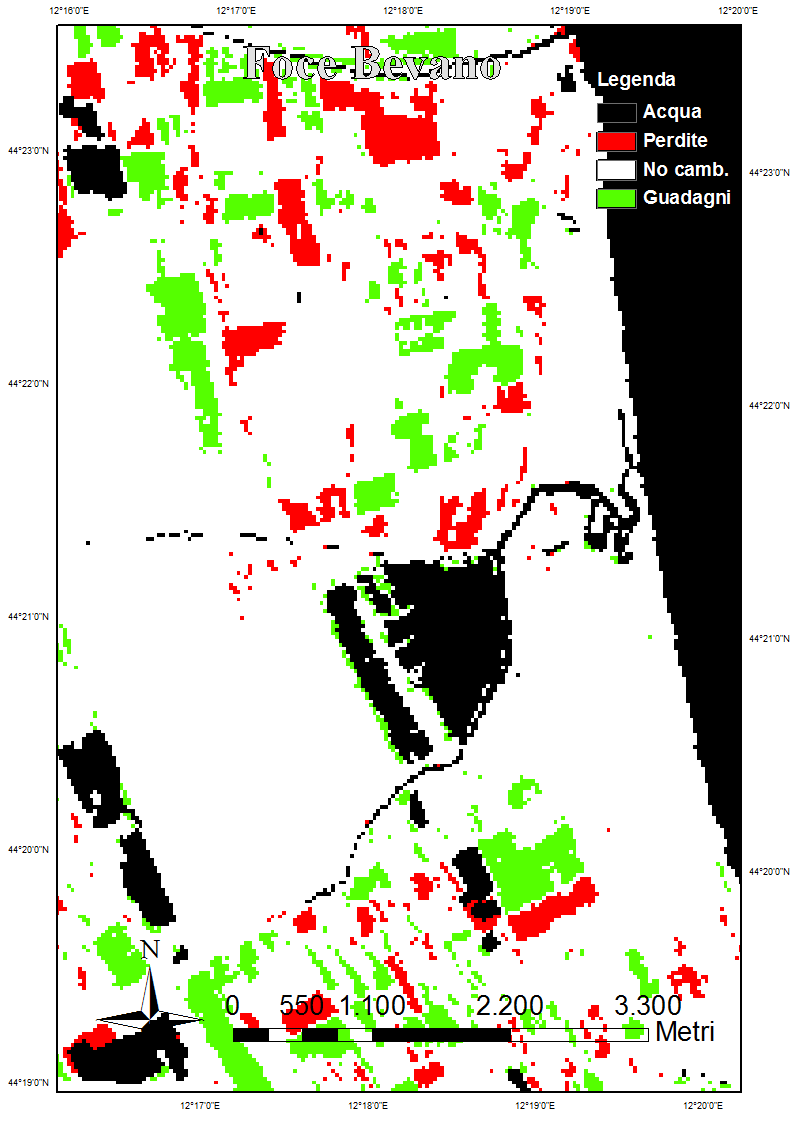 12°16'0"E 12°17'0"E 12°18'0"E 12°19'0"E 12°20'0"E
Foce Bevano
Legenda
Acqua
Perdite
No camb.
Guadagni
44°23'0"N 44°23'0"N
44°22'0"N 44°22'0"N
44°21'0"N 44°21'0"N
44°20'0"N 44°20'0"N
N
0 550 1.100 2.200 3.300
Metri
44°19'0"N
12°17'0"E 12°18'0"E 12°19'0"E 12°20'0"E